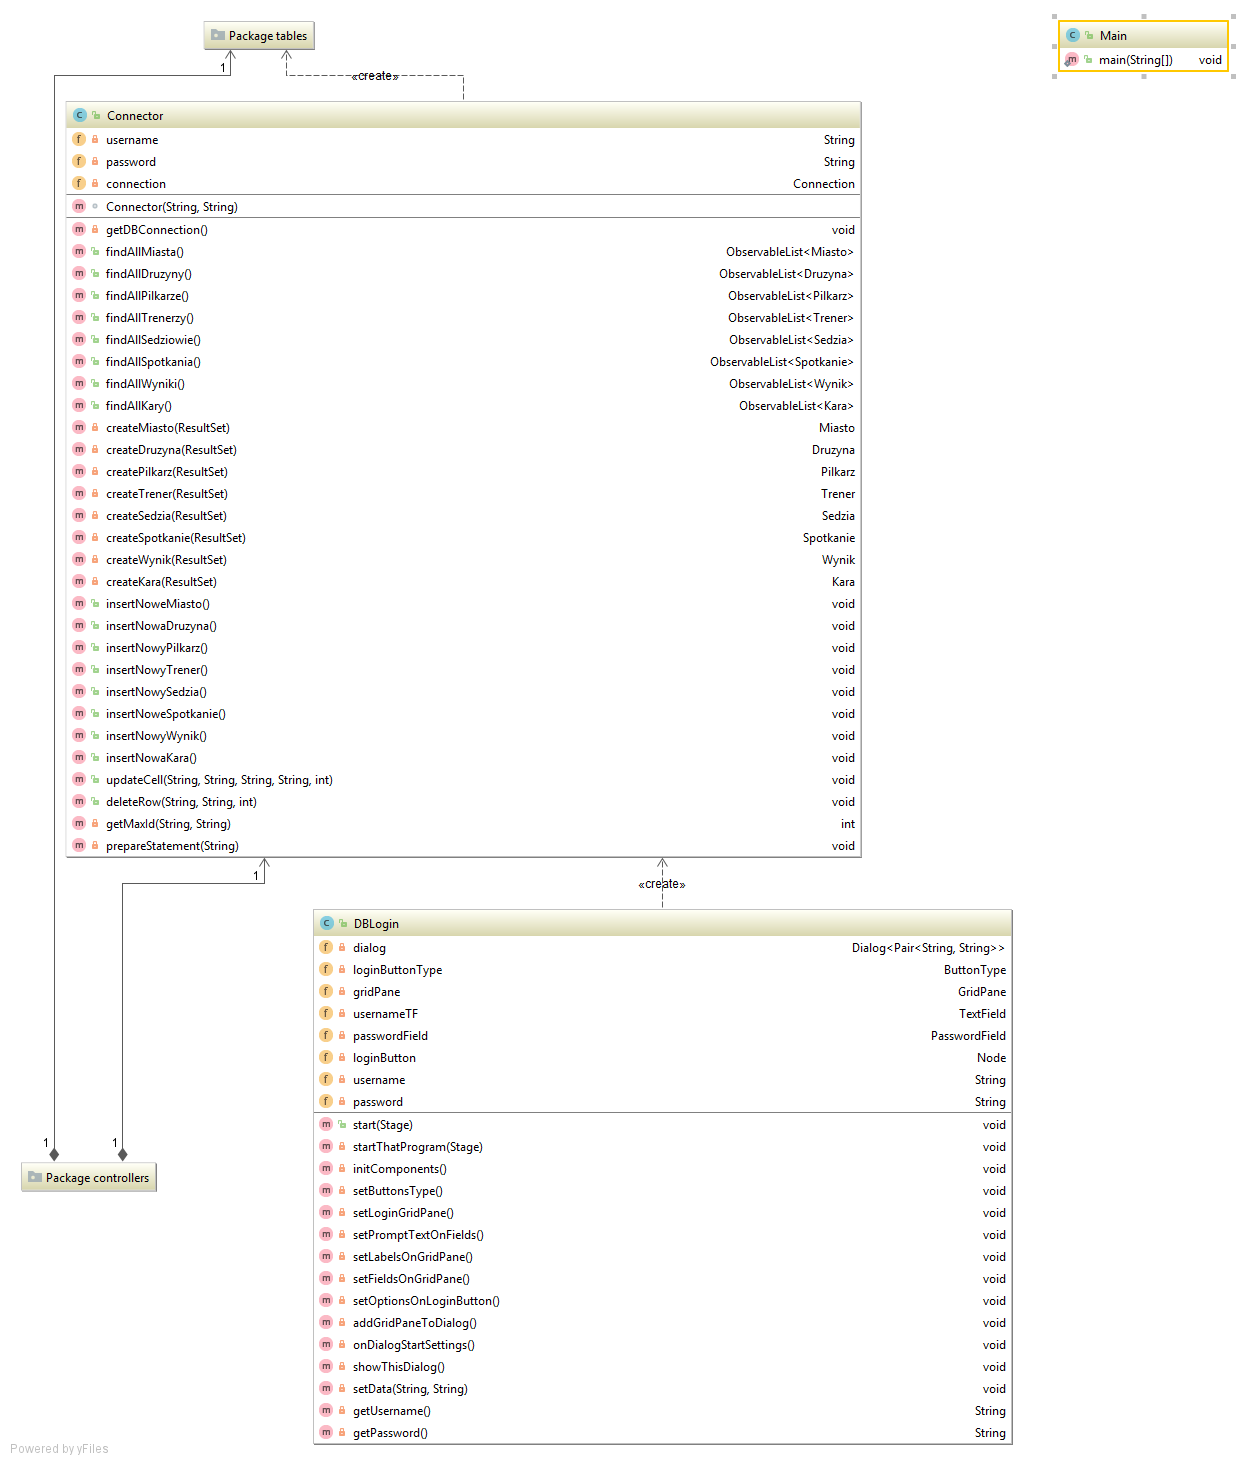 Package tables
1
«create»
C Main
m main(String[]) void
C Connector
f username String
f password String
f connection Connection
m Connector(String, String)
m getDBConnection() void
m findAllMiasta() ObservableList<Miasto>
m findAllDruzyny() ObservableList<Druzyna>
m findAllPilkarze() ObservableList<Pilkarz>
m findAllTrenerzy() ObservableList<Trener>
m findAllSedziowie() ObservableList<Sedzia>
m findAllSpotkania() ObservableList<Spotkanie>
m findAllWyniki() ObservableList<Wynik>
m findAllKary() ObservableList<Kara>
m createMiasto(ResultSet) Miasto
m createDruzyna(ResultSet) Druzyna
m createPilkarz(ResultSet) Pilkarz
m createTrener(ResultSet) Trener
m createSedzia(ResultSet) Sedzia
m createSpotkanie(ResultSet) Spotkanie
m createWynik(ResultSet) Wynik
m createKara(ResultSet) Kara
m insertNoweMiasto() void
m insertNowaDruzyna() void
m insertNowyPilkarz() void
m insertNowyTrener() void
m insertNowySedzia() void
m insertNoweSpotkanie() void
m insertNowyWynik() void
m insertNowaKara() void
m updateCell(String, String, String, String, int) void
m deleteRow(String, String, int) void
m getMaxId(String, String) int
m prepareStatement(String) void
1
«create»
C DBLogin
f dialog Dialog<Pair<String, String>>
f loginButtonType ButtonType
f gridPane GridPane
f usernameTF TextField
f passwordField PasswordField
f loginButton Node
f username String
f password String
m start(Stage) void
m startThatProgram(Stage) void
m initComponents() void
m setButtonsType() void
m setLoginGridPane() void
m setPromptTextOnFields() void
m setLabelsOnGridPane() void
m setFieldsOnGridPane() void
m setOptionsOnLoginButton() void
m addGridPaneToDialog() void
m onDialogStartSettings() void
m showThisDialog() void
m setData(String, String) void
m getUsername() String
m getPassword() String
1 1
Package controllers
Powered by yFiles